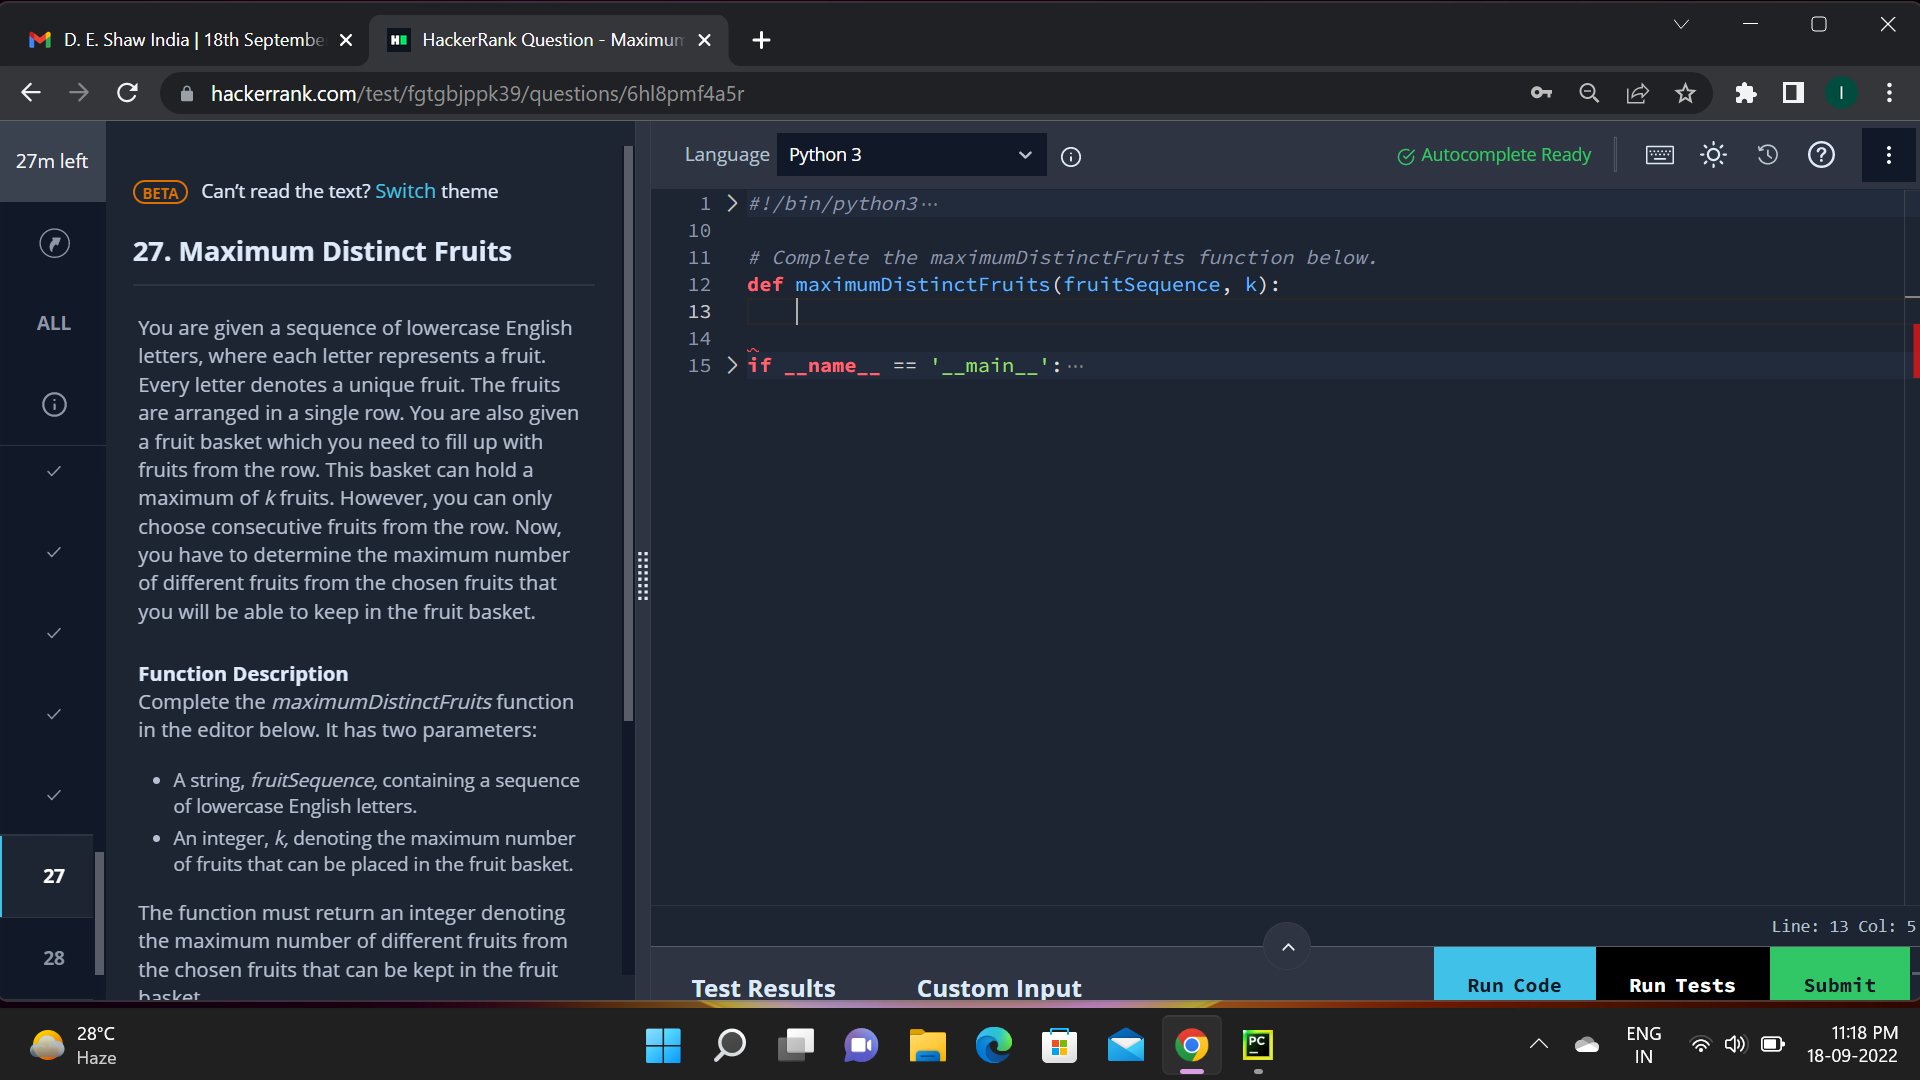 D. E. Shaw India | 18th Septembe
HackerRank Question - Maximum
hackerrank.com/test/fgtgbjppk39/questions/6hl8pmf4a5r
I
27m left
ALL
27
28
BETA Can't read the text? Switch theme
27. Maximum Distinct Fruits
You are given a sequence of lowercase English
letters, where each letter represents a fruit.
Every letter denotes a unique fruit. The fruits
are arranged in a single row. You are also given
a fruit basket which you need to fill up with
fruits from the row. This basket can hold a
maximum of k fruits. However, you can only
choose consecutive fruits from the row. Now,
you have to determine the maximum number
of different fruits from the chosen fruits that
you will be able to keep in the fruit basket.
Function Description
Complete the maximumDistinctFruits function
in the editor below. It has two parameters:
• A string, fruitSequence, containing a sequence
of lowercase English letters.
• An integer, k, denoting the maximum number
of fruits that can be placed in the fruit basket.
The function must return an integer denoting
the maximum number of different fruits from
the chosen fruits that can be kept in the fruit
basket.
Language Python 3
Autocomplete Ready
1 #!/bin/python3...
10
11 # Complete the maximumDistinctFruits function below.
12 def maximumDistinctFruits(fruitSequence, k):
13
14
15 if __name__ == '__main__':...
Line: 13 Col: 5
Test Results
Custom Input
Run Code
Run Tests
Submit
28°C
Haze
PC
ENG
IN
11:18 PM
18-09-2022